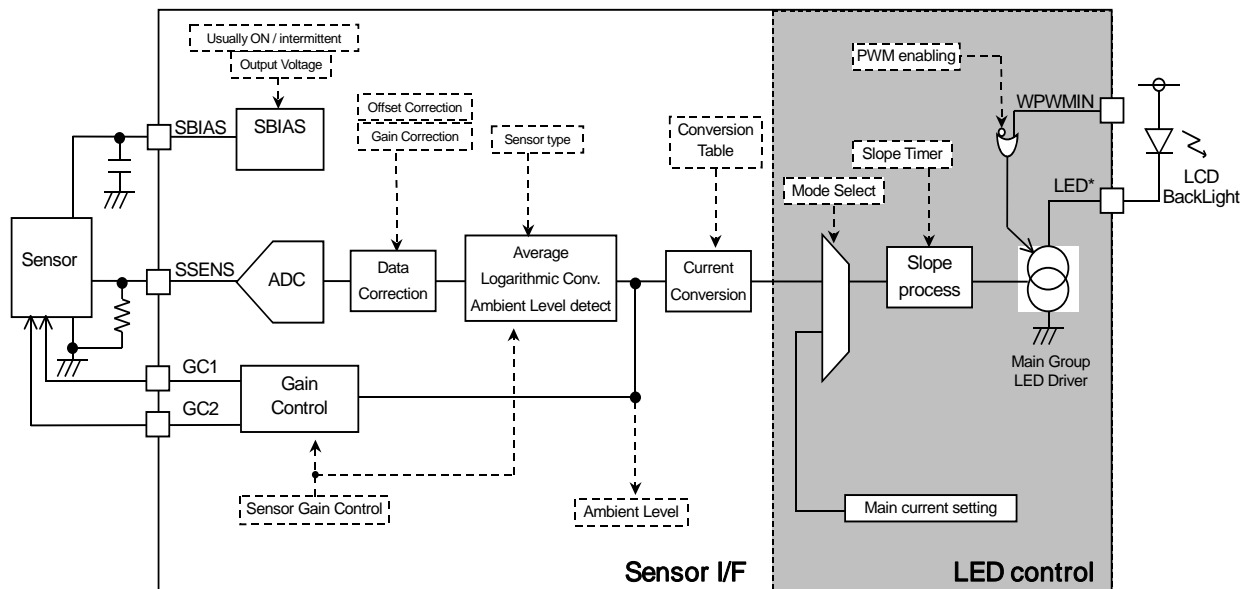 Usually ON / intermittent
Output Voltage
SBIAS
SBIAS
Offset Correction
Gain Correction
Sensor type
Conversion
Table
PWM enabling
WPWMIN
Slope Timer
Mode Select
LED*
LCD
BackLight
Sensor
SSENS
ADC
Data
Correction
Average
Logarithmic Conv.
Ambient Level detect
Current
Conversion
Slope
process
GC1
GC2
Gain
Control
Main Group
LED Driver
Sensor Gain Control
Ambient Level
Main current setting
Sensor I/F
LED control